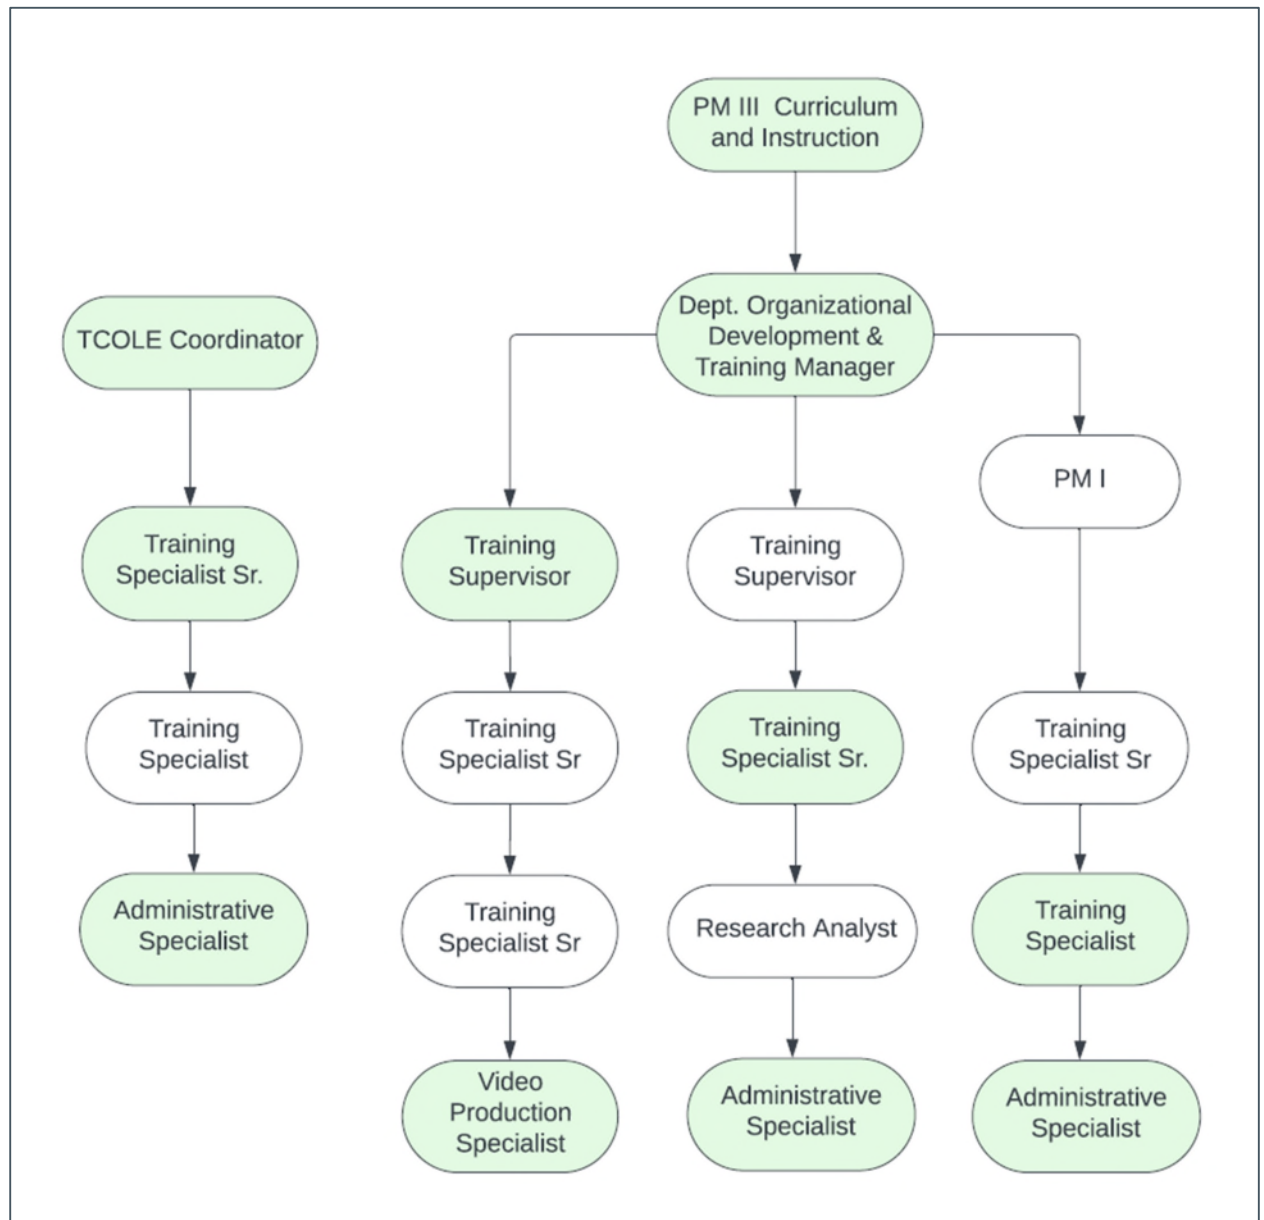 PM III Curriculum
and Instruction
Dept. Organizational
Development &
Training Manager
TCOLE Coordinator
PM I
Training
Specialist Sr.
Training
Supervisor
Training
Supervisor
Training
Specialist
Training
Specialist Sr
Training
Specialist Sr.
Training
Specialist Sr
Administrative
Specialist
Training
Specialist Sr
Research Analyst
Training
Specialist
Video
Production
Specialist
Administrative
Specialist
Administrative
Specialist